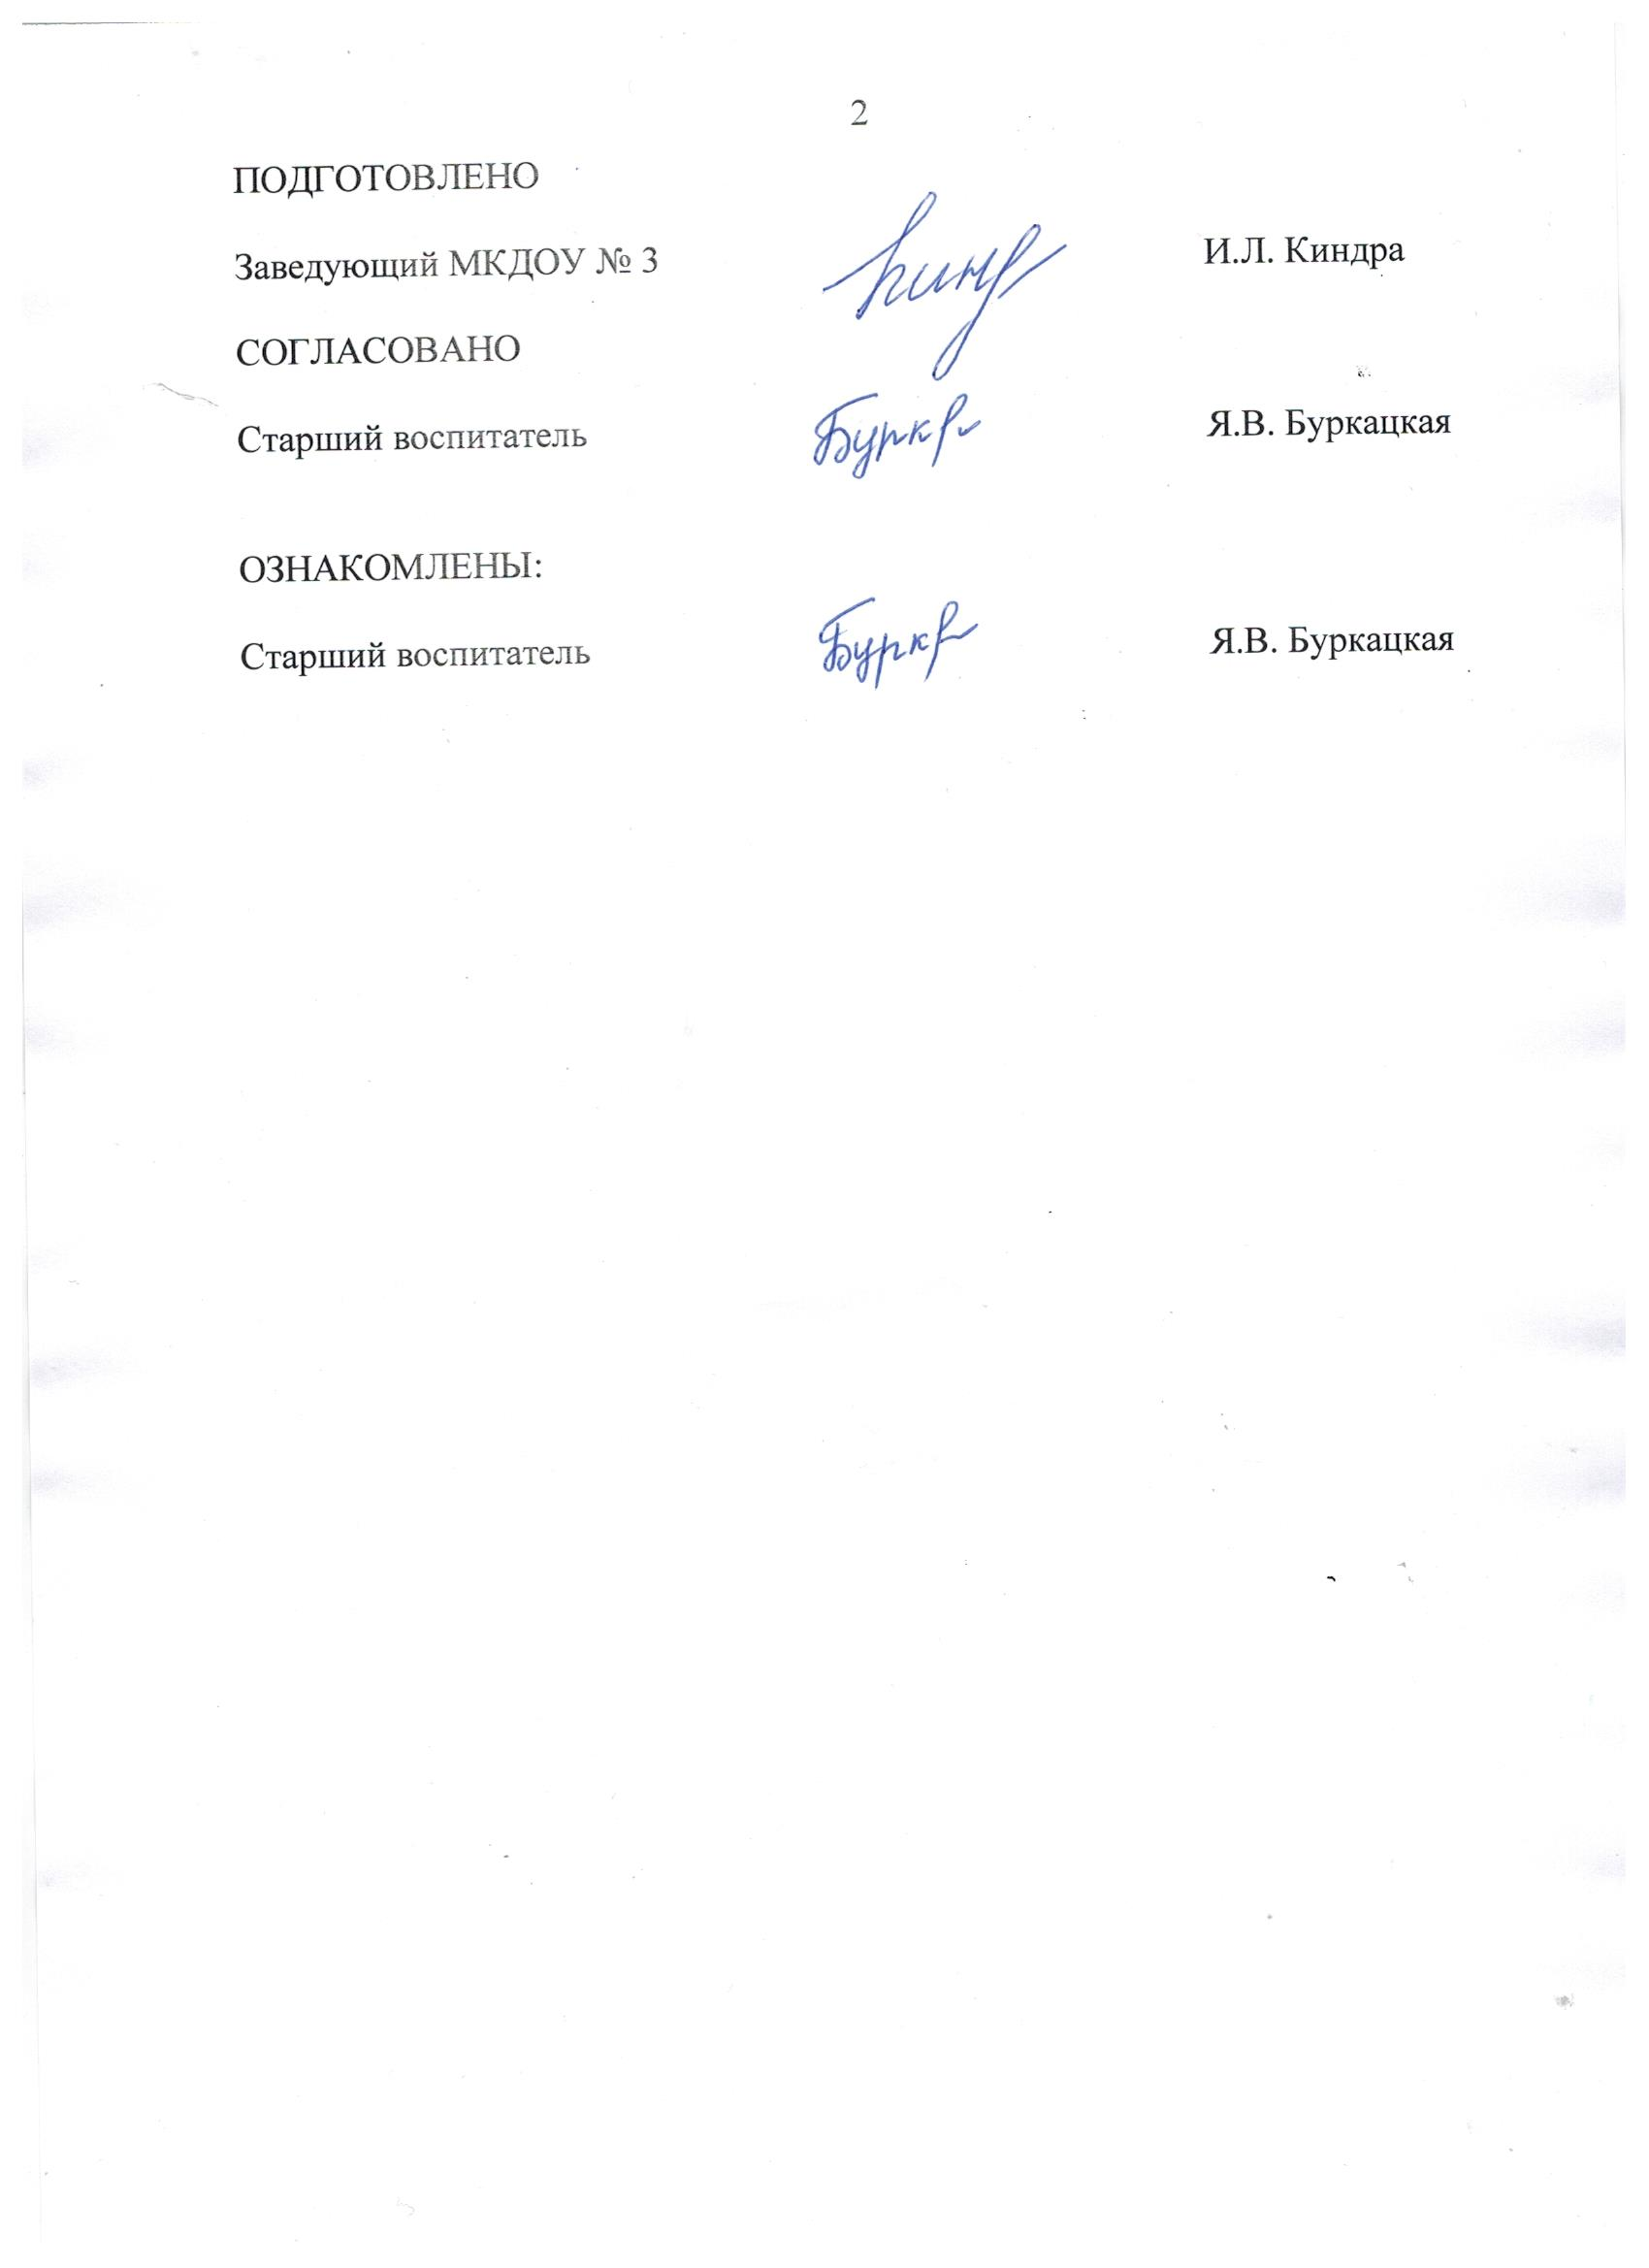 2
ПОДГОТОВЛЕНО
Заведующий МКДОУ № 3 И.Л. Киндра
СОГЛАСОВАНО
Старший воспитатель Я.В. Буркацкая
ОЗНАКОМЛЕНЫ:
Старший воспитатель Я.В. Буркацкая